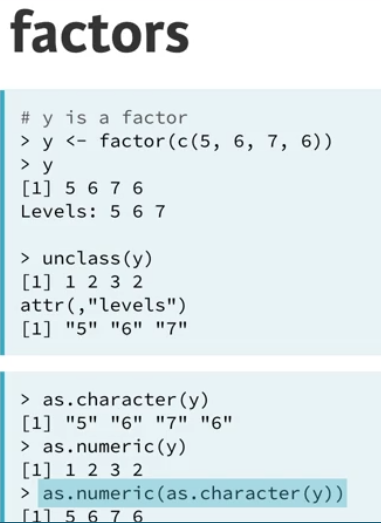 factors
# y is a factor
> y <- factor(c(5, 6, 7, 6))
> y
[1] 5 6 7 6
Levels: 5 6 7
> unclass(y)
[1] 1 2 3 2
attr(,"levels")
[1] "5" "6" "7"
> as.character(y)
[1] "5" "6" "7" "6"
> as.numeric(y)
[1] 1 2 3 2
> as.numeric(as.character(y))
[1] 5 6 7 6